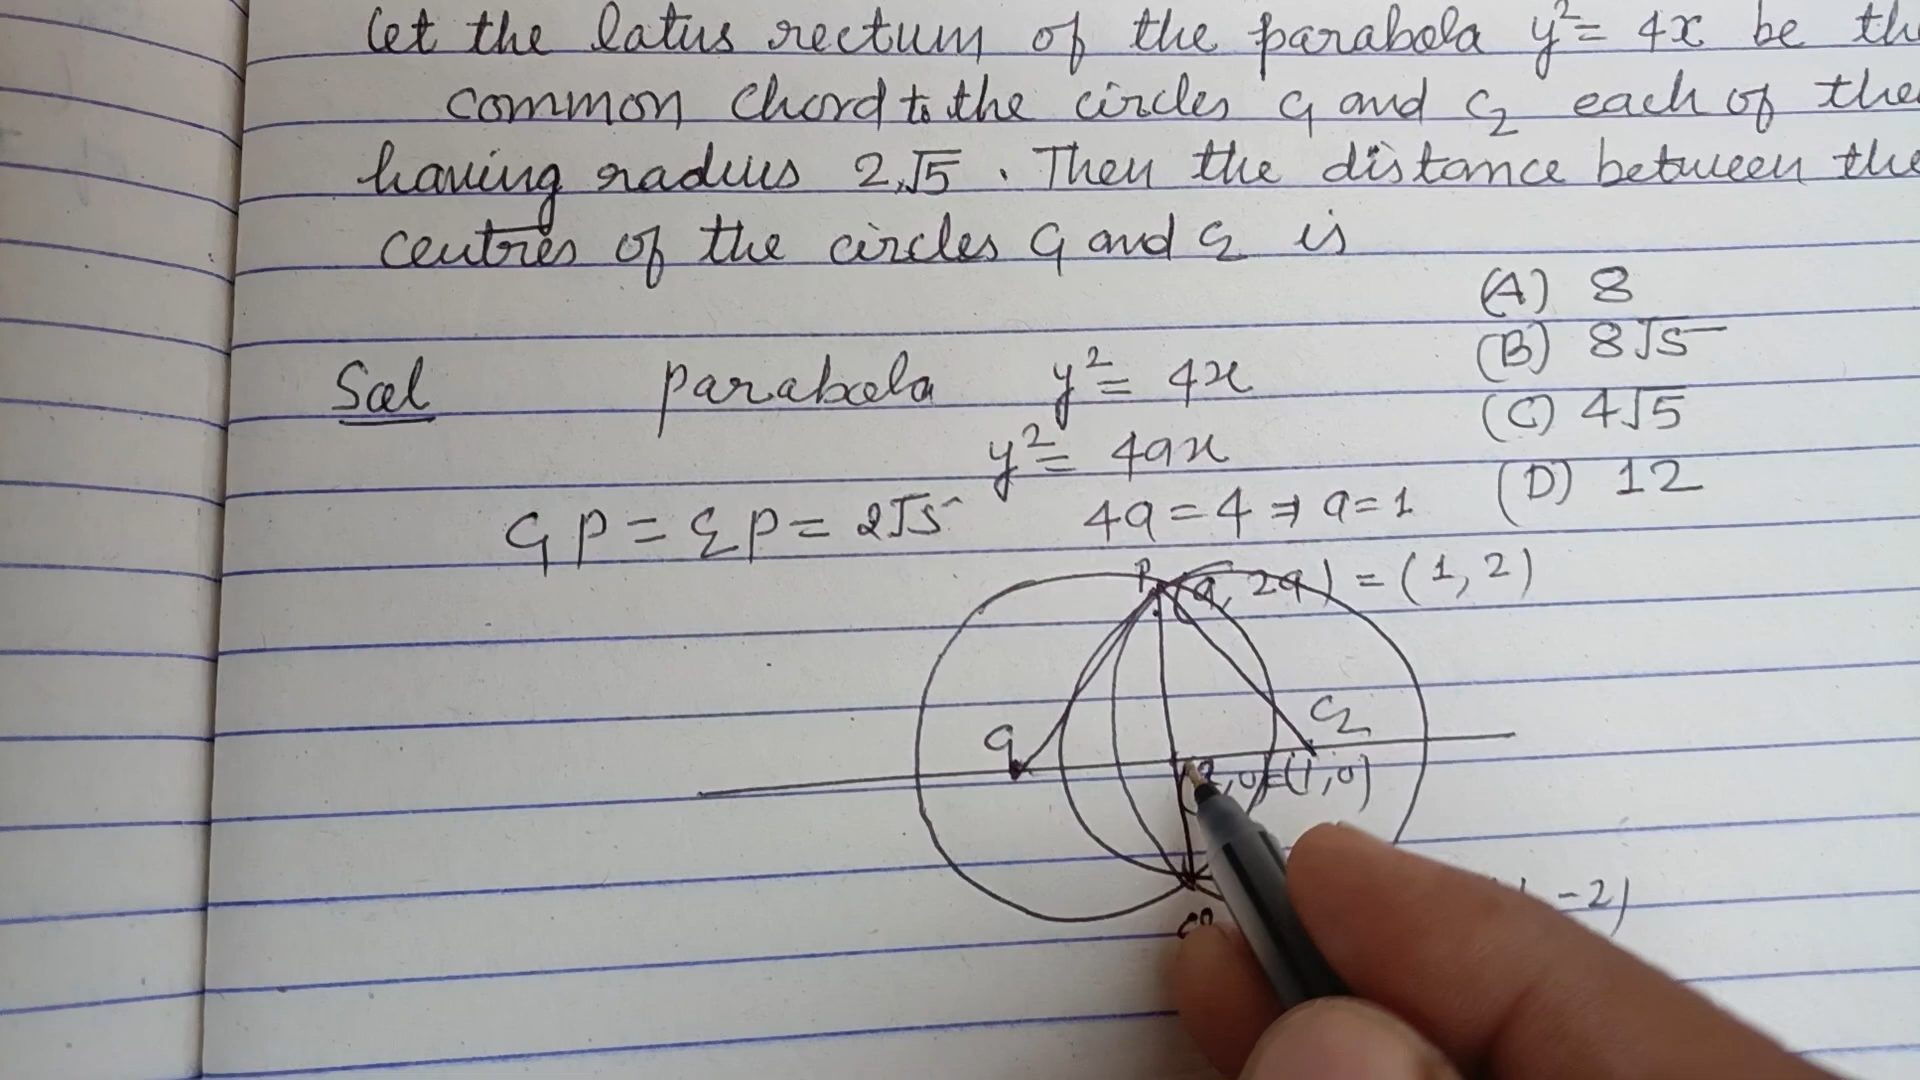 Let the latus rectum of the parabola y² = 4x be th
common chord to the circles C₁ and C₂ each of the
having radius 2√5 . Then the distance between the
centres of the circles C₁ and C₂ is
(A) 8
(B) 8√5
(C) 4√5
(D) 12
Sol parabola y² = 4x
y² = 4ax
C₁P = C₂P = 2√5 4a = 4 ⇒ a = 1
P (a, 2a) = (1, 2)
C₁ C₂
(a, 0) = (1, 0)
-2)